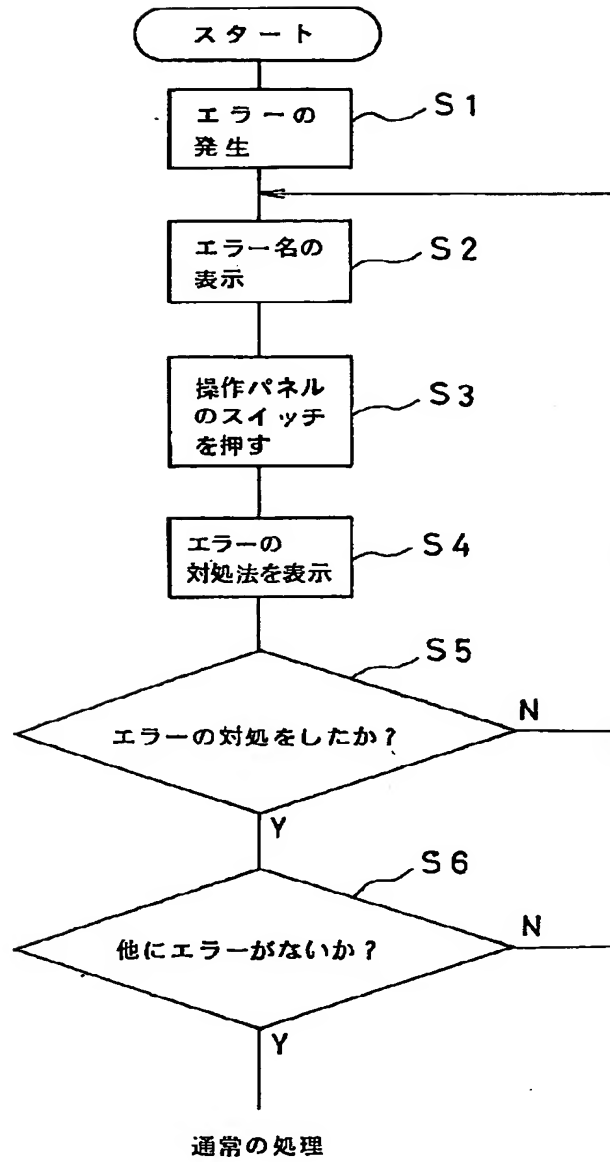 スタート
エラーの
発生
S1
エラー名の
表示
S2
操作パネル
のスイッチ
を押す
S3
エラーの
対処法を表示
S4
S5
エラーの対処をしたか?
N
Y
S6
他にエラーがないか?
N
Y
通常の処理